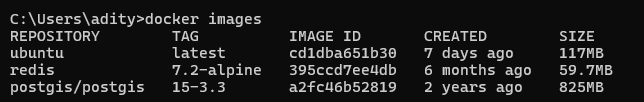 C:\Users\adity>docker images
REPOSITORY TAG IMAGE ID CREATED SIZE
ubuntu latest cd1dba651b30 7 days ago 117MB
redis 7.2-alpine 395ccd7ee4db 6 months ago 59.7MB
postgis/postgis 15-3.3 a2fc46b52819 2 years ago 825MB